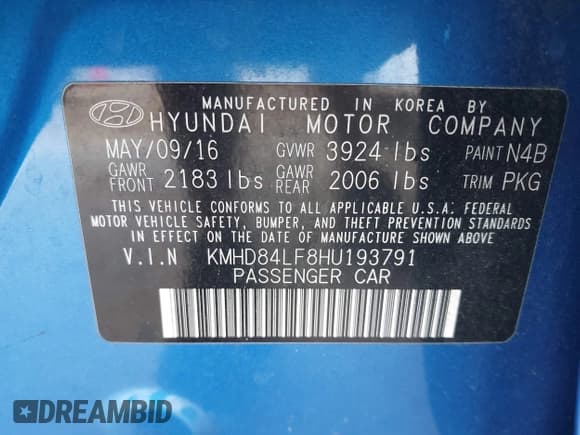 MANUFACTURED IN KOREA BY
HYUNDAI MOTOR COMPANY
MAY/09/16 GVWR 3924 lbs PAINT N4B
GAWR FRONT 2183 lbs GAWR REAR 2006 lbs TRIM PKG
THIS VEHICLE CONFORMS TO ALL APPLICABLE U.S.A. FEDERAL
MOTOR VEHICLE SAFETY, BUMPER, AND THEFT PREVENTION STANDARDS
IN EFFECT ON THE DATE OF MANUFACTURE SHOWN ABOVE
V.I.N KMHD84LF8HU193791
PASSENGER CAR
DREAMBID